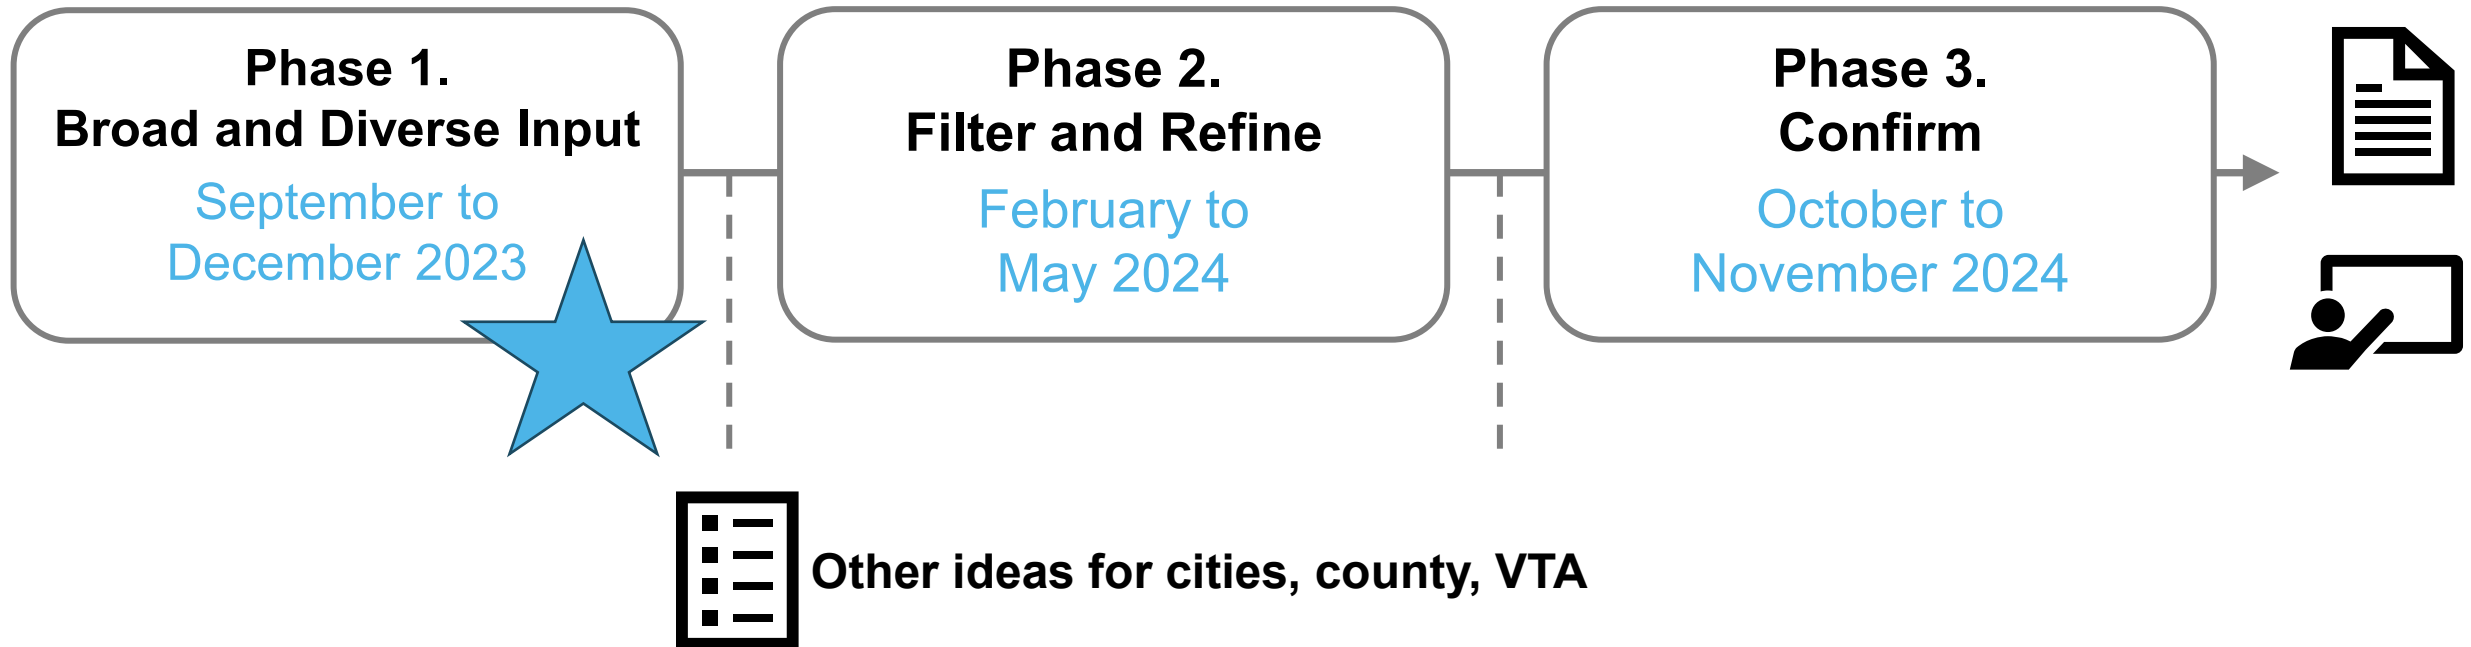 Phase 1.
Broad and Diverse Input
September to
December 2023
Phase 2.
Filter and Refine
February to
May 2024
Phase 3.
Confirm
October to
November 2024
Other ideas for cities, county, VTA